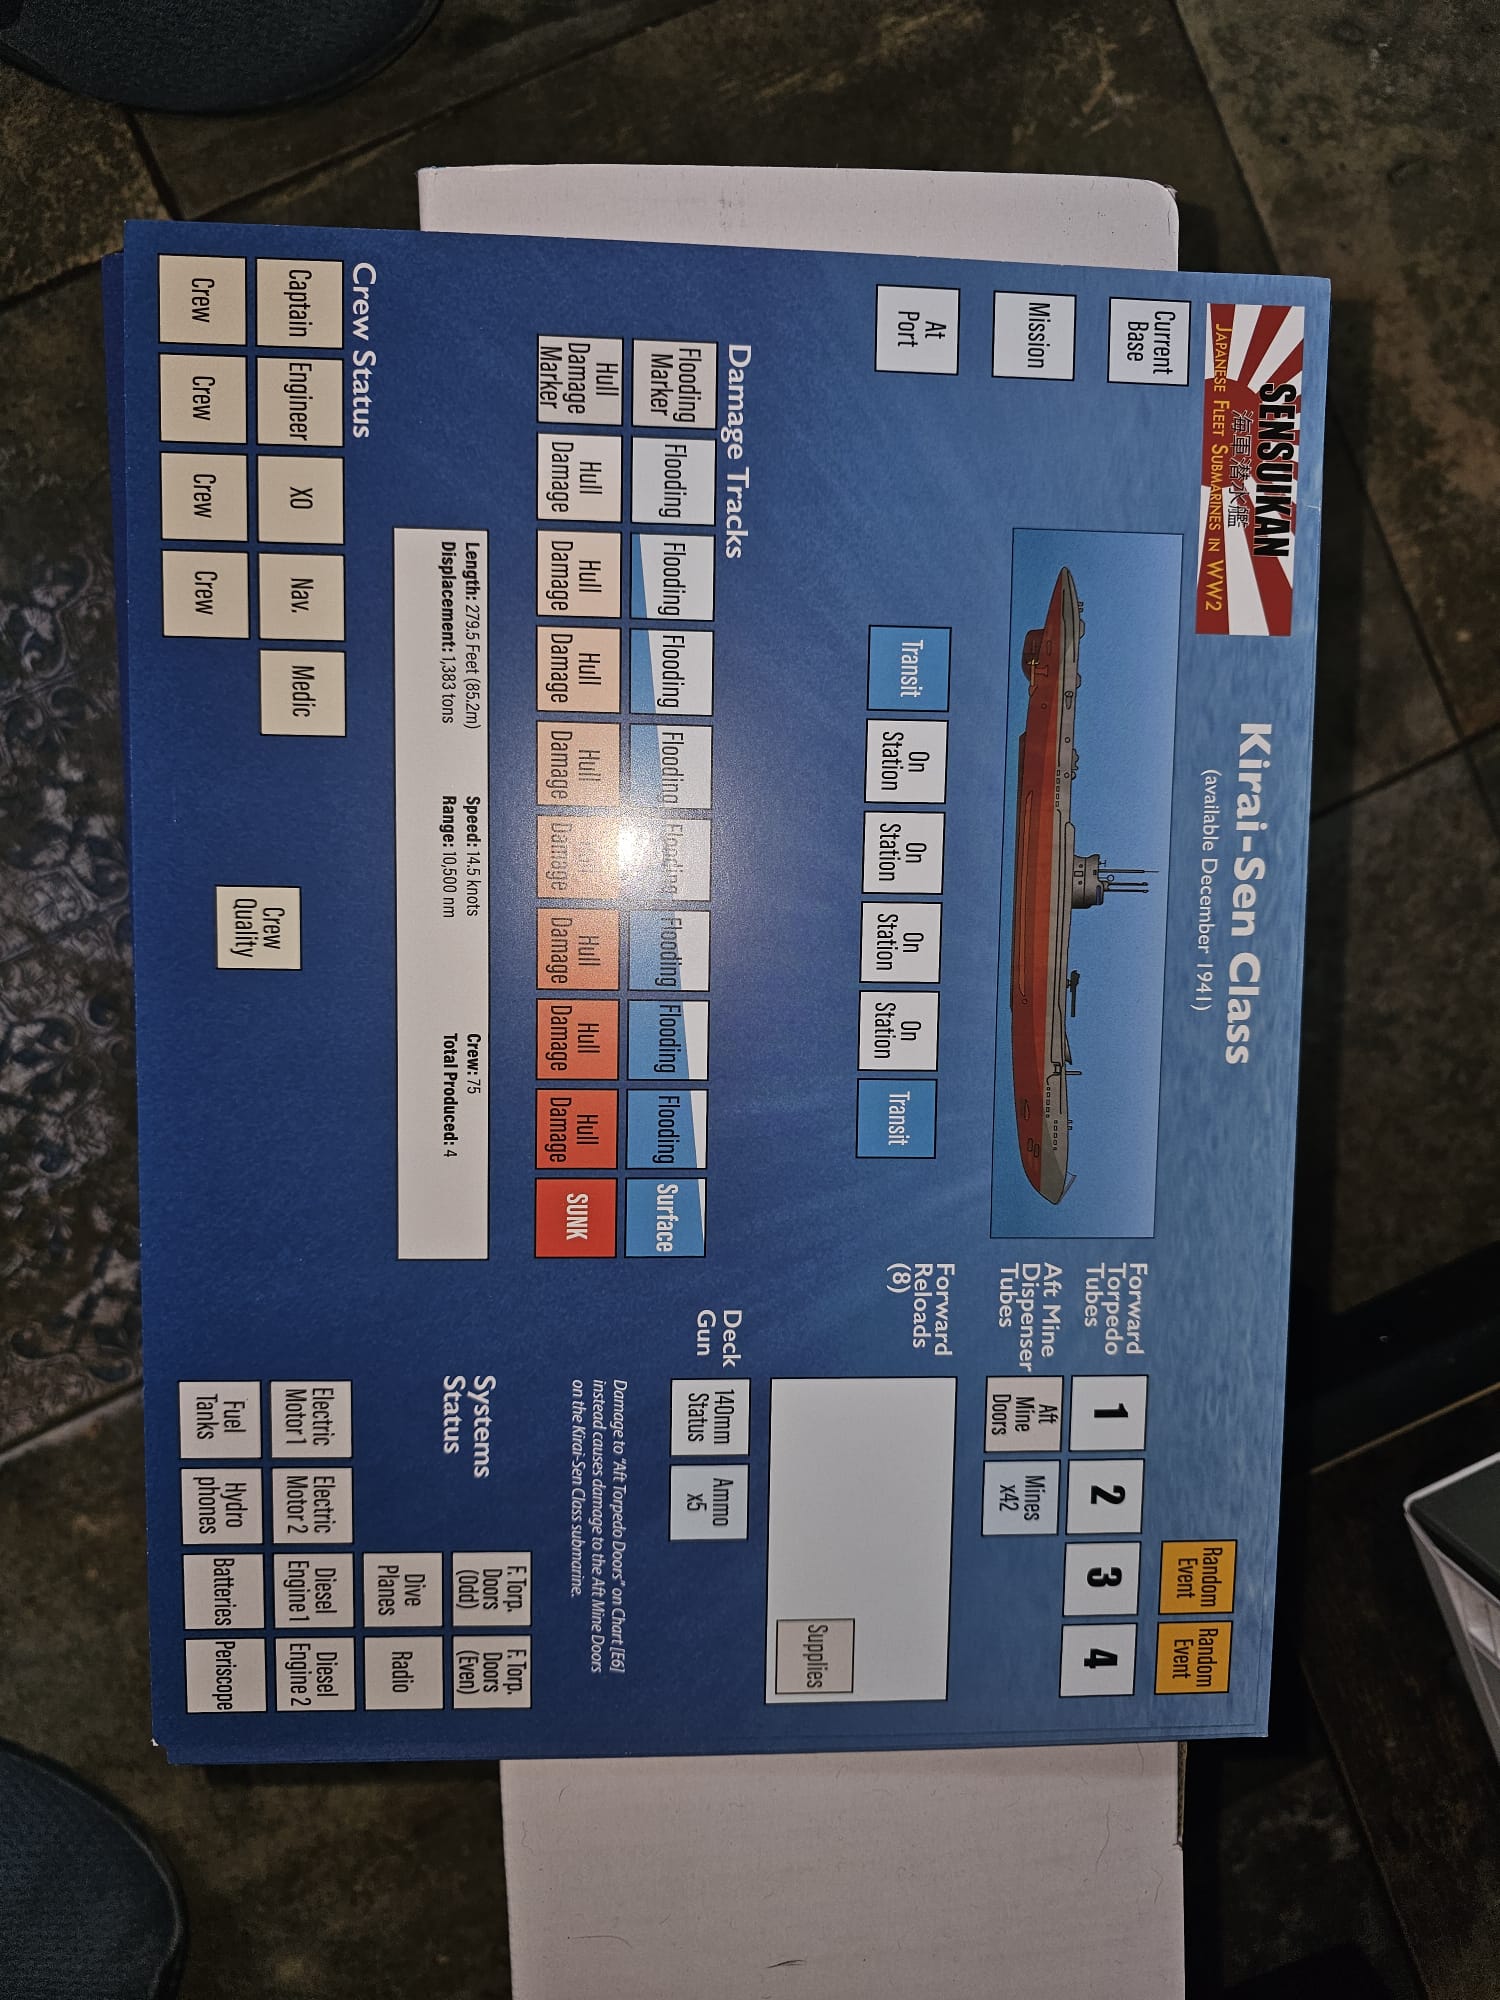 SENSUIKAN
海軍潜水艦
JAPANESE FLEET SUBMARINES IN WW2
Kirai-Sen Class
(available December 1941)
Random
Event
Random
Event
Current
Base
Mission
At
Port
Transit
On
Station
On
Station
On
Station
On
Station
Transit
Forward
Torpedo
Tubes
1
2
3
4
Aft Mine
Dispenser
Tubes
Aft
Mine
Doors
Mines
x42
Forward
Reloads
(8)
Supplies
Damage Tracks
Flooding
Marker
Flooding
Flooding
Flooding
Flooding
Flooding
Flooding
Flooding
Flooding
Surface
Hull
Damage
Marker
Hull
Damage
Hull
Damage
Hull
Damage
Hull
Damage
Hull
Damage
Hull
Damage
Hull
Damage
Hull
Damage
SUNK
Deck
Gun
140mm
Status
Ammo
x5
Damage to "Aft Torpedo Doors" on Chart [E6]
instead causes damage to the Aft Mine Doors
on the Kirai-Sen Class submarine.
Length: 279.5 Feet (85.2m)
Displacement: 1,383 tons
Speed: 14.5 knots
Range: 10,500 nm
Crew: 75
Total Produced: 4
Crew Status
Captain
Engineer
XO
Nav.
Medic
Crew
Crew
Crew
Crew
Crew
Quality
Systems
Status
F. Torp.
Doors
(Odd)
F. Torp.
Doors
(Even)
Dive
Planes
Radio
Electric
Motor 1
Electric
Motor 2
Diesel
Engine 1
Diesel
Engine 2
Fuel
Tanks
Hydro
phones
Batteries
Periscope